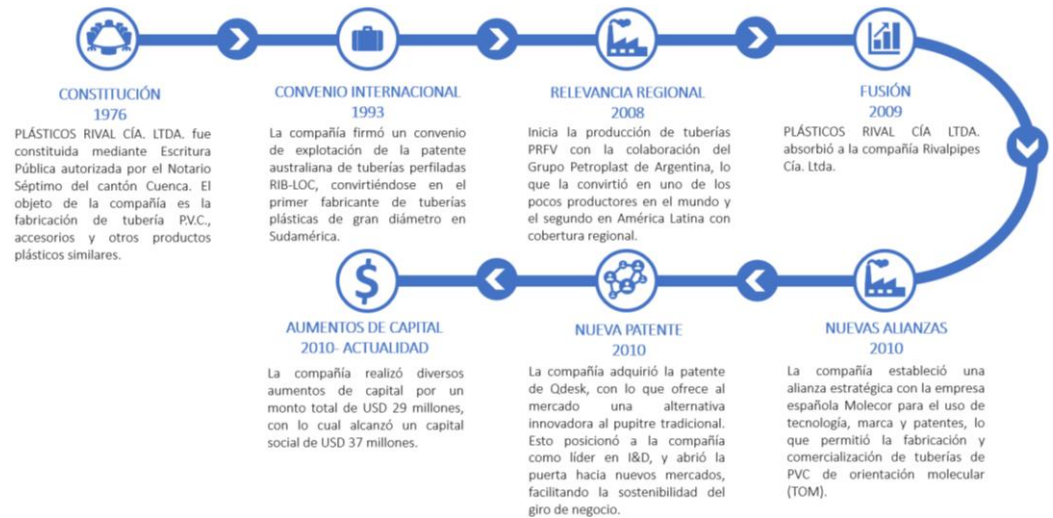 CONSTITUCIÓN
1976
PLÁSTICOS RIVAL CÍA. LTDA. fue
constituida mediante Escritura
Pública autorizada por el Notario
Séptimo del cantón Cuenca. El
objeto de la compañía es la
fabricación de tubería P.V.C.,
accesorios y otros productos
plásticos similares.
CONVENIO INTERNACIONAL
1993
La compañía firmó un convenio
de explotación de la patente
australiana de tuberías perfiladas
RIB-LOC, convirtiéndose en el
primer fabricante de tuberías
plásticas de gran diámetro en
Sudamérica.
RELEVANCIA REGIONAL
2008
Inicia la producción de tuberías
PRFV con la colaboración del
Grupo Petroplast de Argentina, lo
que la convirtió en uno de los
pocos productores en el mundo y
el segundo en América Latina con
cobertura regional.
FUSIÓN
2009
PLÁSTICOS RIVAL CÍA LTDA.
absorbió a la compañía Rivalpipes
Cía. Ltda.
NUEVAS ALIANZAS
2010
La compañía estableció una
alianza estratégica con la empresa
española Molecor para el uso de
tecnología, marca y patentes, lo
que permitió la fabricación y
comercialización de tuberías de
PVC de orientación molecular
(TOM).
NUEVA PATENTE
2010
La compañía adquirió la patente
de Qdesk, con lo que ofrece al
mercado una alternativa
innovadora al pupitre tradicional.
Esto posicionó a la compañía
como líder en I&D, y abrió la
puerta hacia nuevos mercados,
facilitando la sostenibilidad del
giro de negocio.
$
AUMENTOS DE CAPITAL
2010- ACTUALIDAD
La compañía realizó diversos
aumentos de capital por un
monto total de USD 29 millones,
con lo cual alcanzó un capital
social de USD 37 millones.